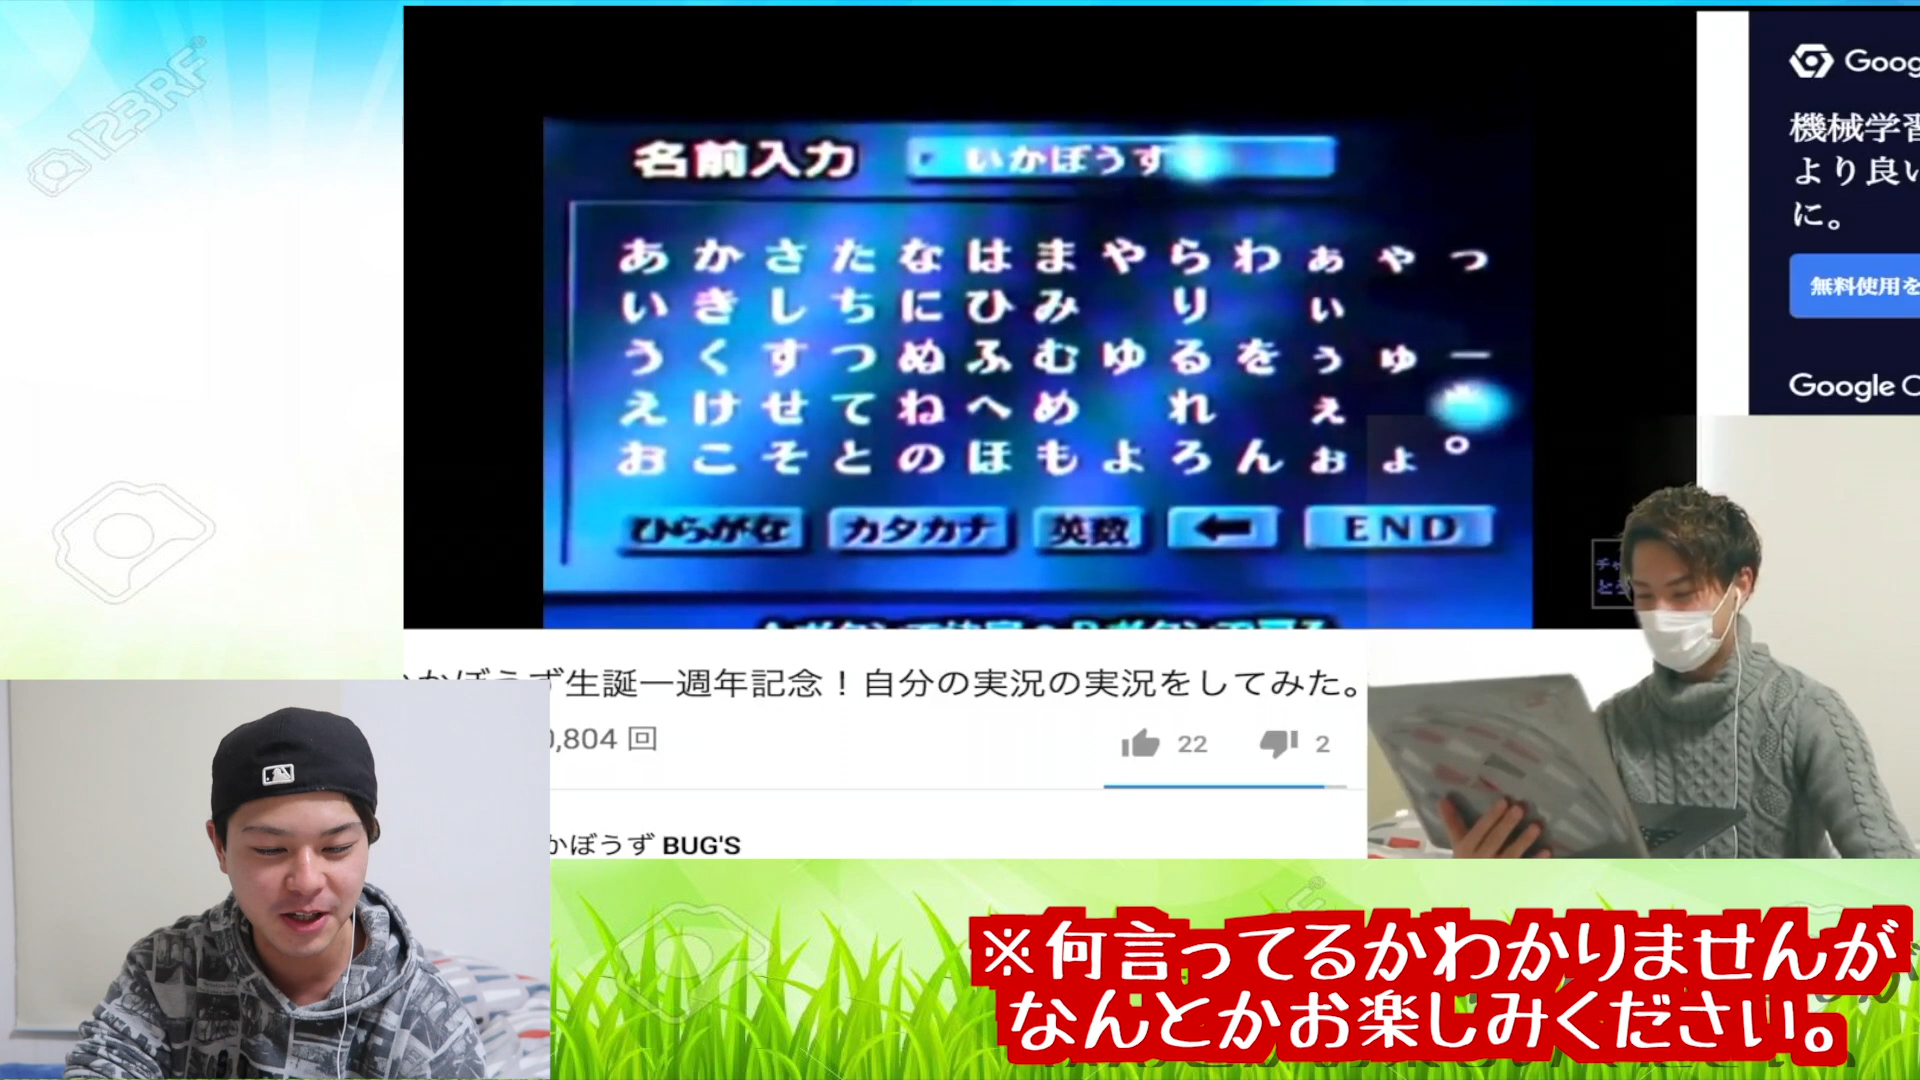 123RF
Goog
機械学習
より良い
に。
無料使用を
Google C
名前入力
いかぼうす
あ か さ た な は ま や ら わ ぁ ゃ っ
い き し ち に ひ み り ぃ
う く す つ ぬ ふ む ゆ る を ぅ ゅ ー
え け せ て ね へ め れ ぇ
お こ そ と の ほ も よ ろ ん ぉ ょ 。
ひらがな カタカナ 英数 ← END
かぼうず生誕一週年記念！自分の実況の実況をしてみた。
,804 回
22 2
かぼうず BUG'S
※何言ってるかわかりませんが
なんとかお楽しみください。